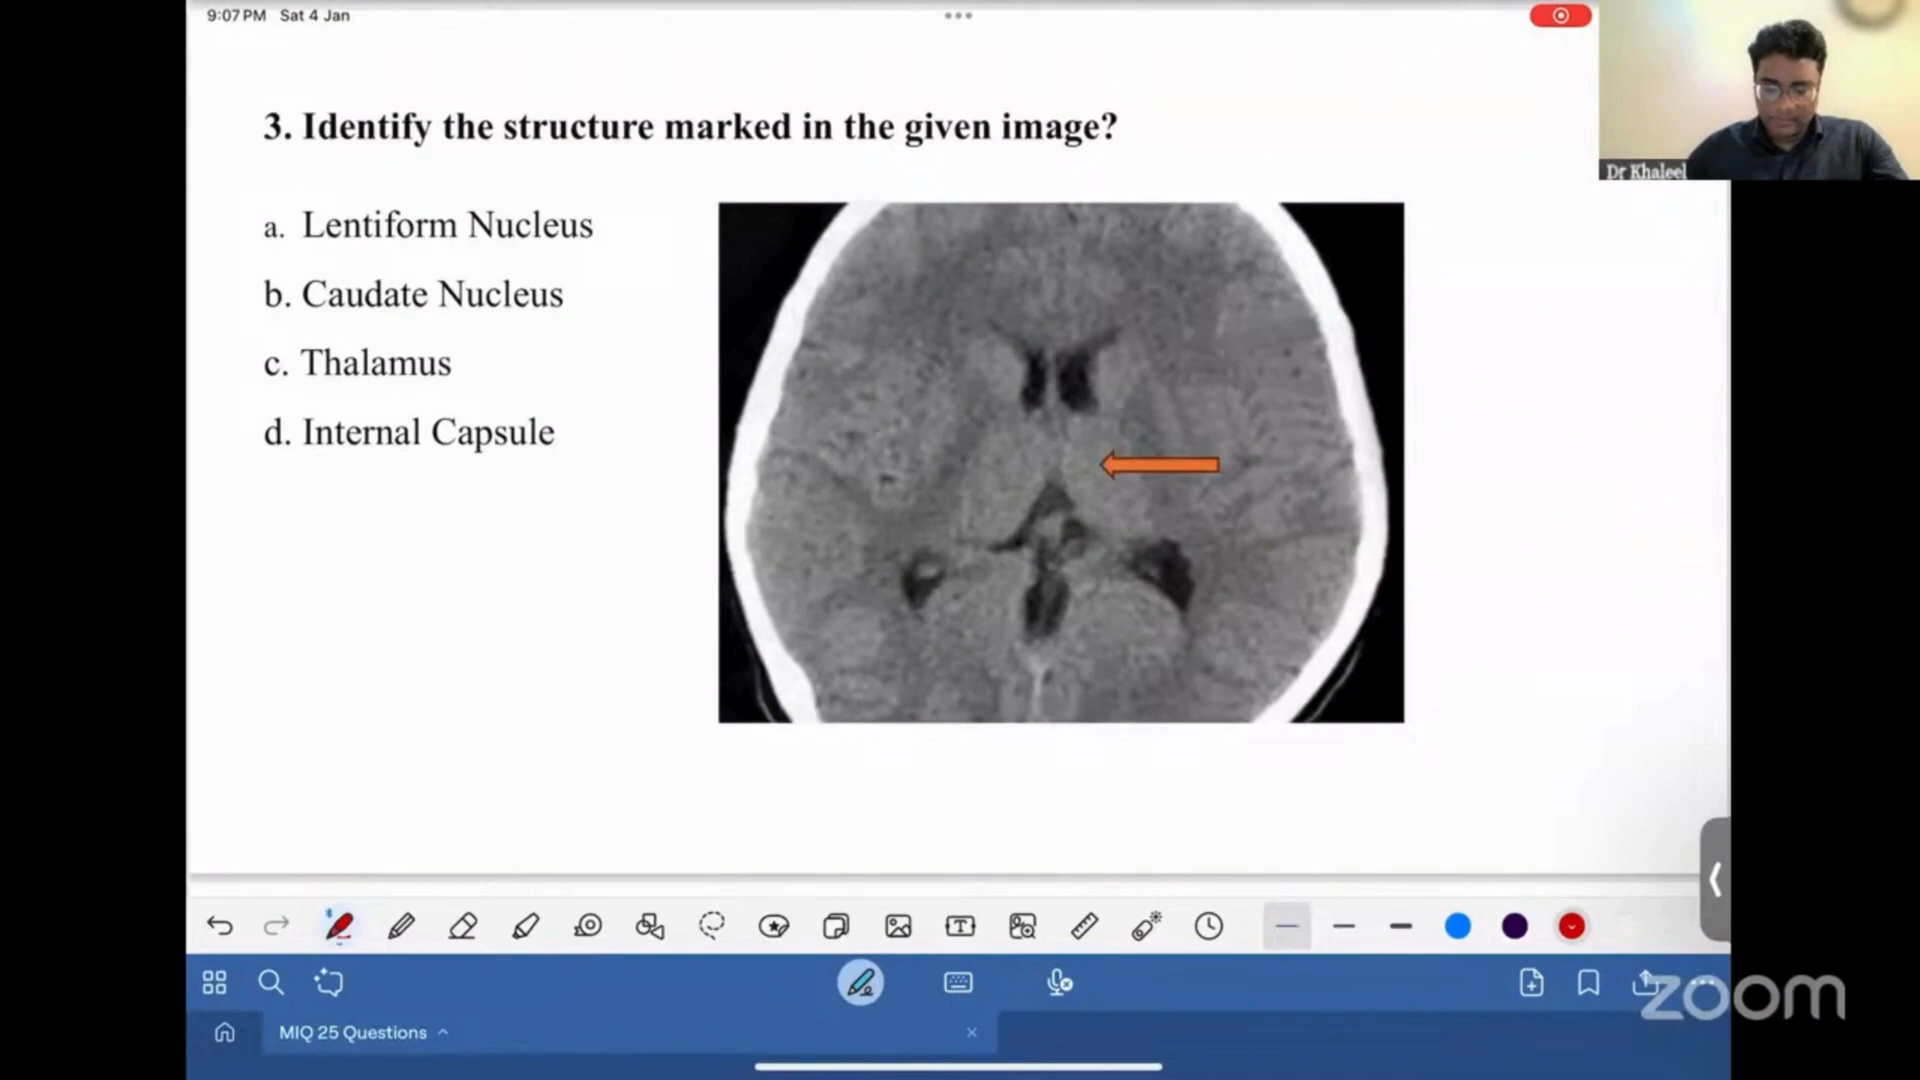 9:07 PM Sat 4 Jan
3. Identify the structure marked in the given image?
a. Lentiform Nucleus
b. Caudate Nucleus
c. Thalamus
d. Internal Capsule
Dr Khaleel
MIQ 25 Questions
zoom